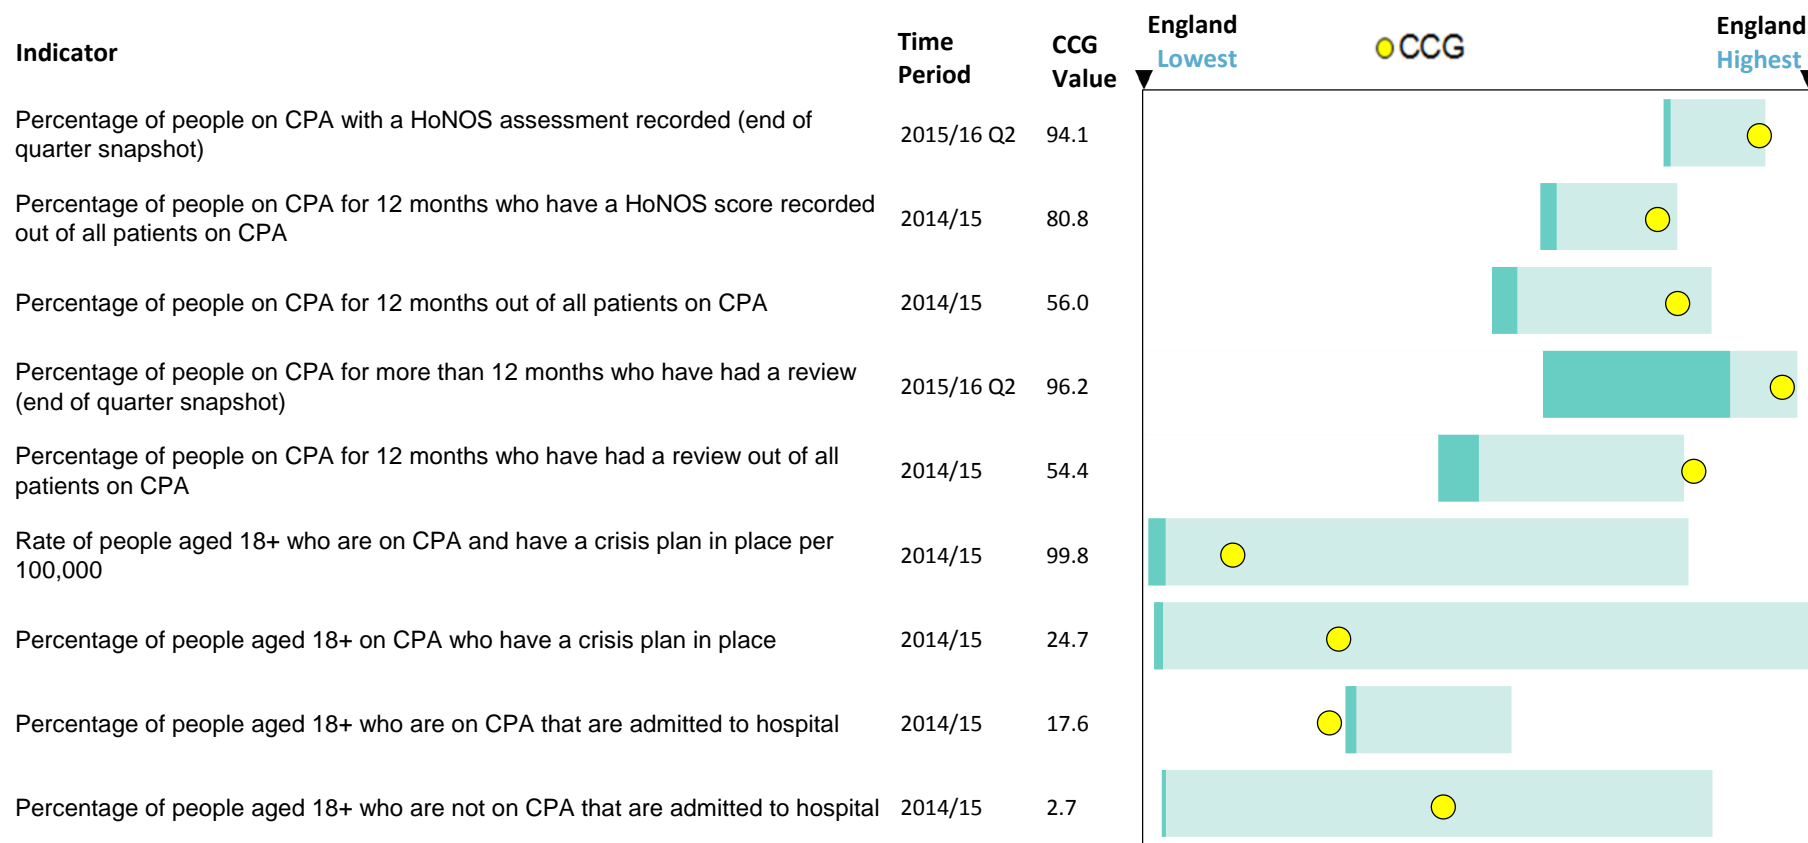 Indicator
Time Period
CCG Value
England Lowest
CCG
England Highest
Percentage of people on CPA with a HoNOS assessment recorded (end of
quarter snapshot)
2015/16 Q2
94.1
Percentage of people on CPA for 12 months who have a HoNOS score recorded
out of all patients on CPA
2014/15
80.8
Percentage of people on CPA for 12 months out of all patients on CPA
2014/15
56.0
Percentage of people on CPA for more than 12 months who have had a review
(end of quarter snapshot)
2015/16 Q2
96.2
Percentage of people on CPA for 12 months who have had a review out of all
patients on CPA
2014/15
54.4
Rate of people aged 18+ who are on CPA and have a crisis plan in place per
100,000
2014/15
99.8
Percentage of people aged 18+ on CPA who have a crisis plan in place
2014/15
24.7
Percentage of people aged 18+ who are on CPA that are admitted to hospital
2014/15
17.6
Percentage of people aged 18+ who are not on CPA that are admitted to hospital
2014/15
2.7